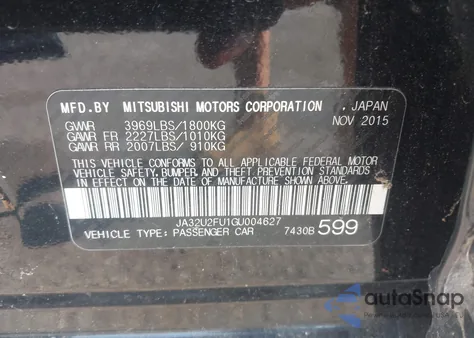 MFD.BY MITSUBISHI MOTORS CORPORATION , JAPAN
GVWR 3969LBS/1800KG NOV 2015
GAWR FR 2227LBS/1010KG
GAWR RR 2007LBS/ 910KG
THIS VEHICLE CONFORMS TO ALL APPLICABLE FEDERAL MOTOR
VEHICLE SAFETY, BUMPER, AND THEFT PREVENTION STANDARDS
IN EFFECT ON THE DATE OF MANUFACTURE SHOWN ABOVE.
JA32U2FU1GU004627
VEHICLE TYPE: PASSENGER CAR 7430B 599
autoSnap